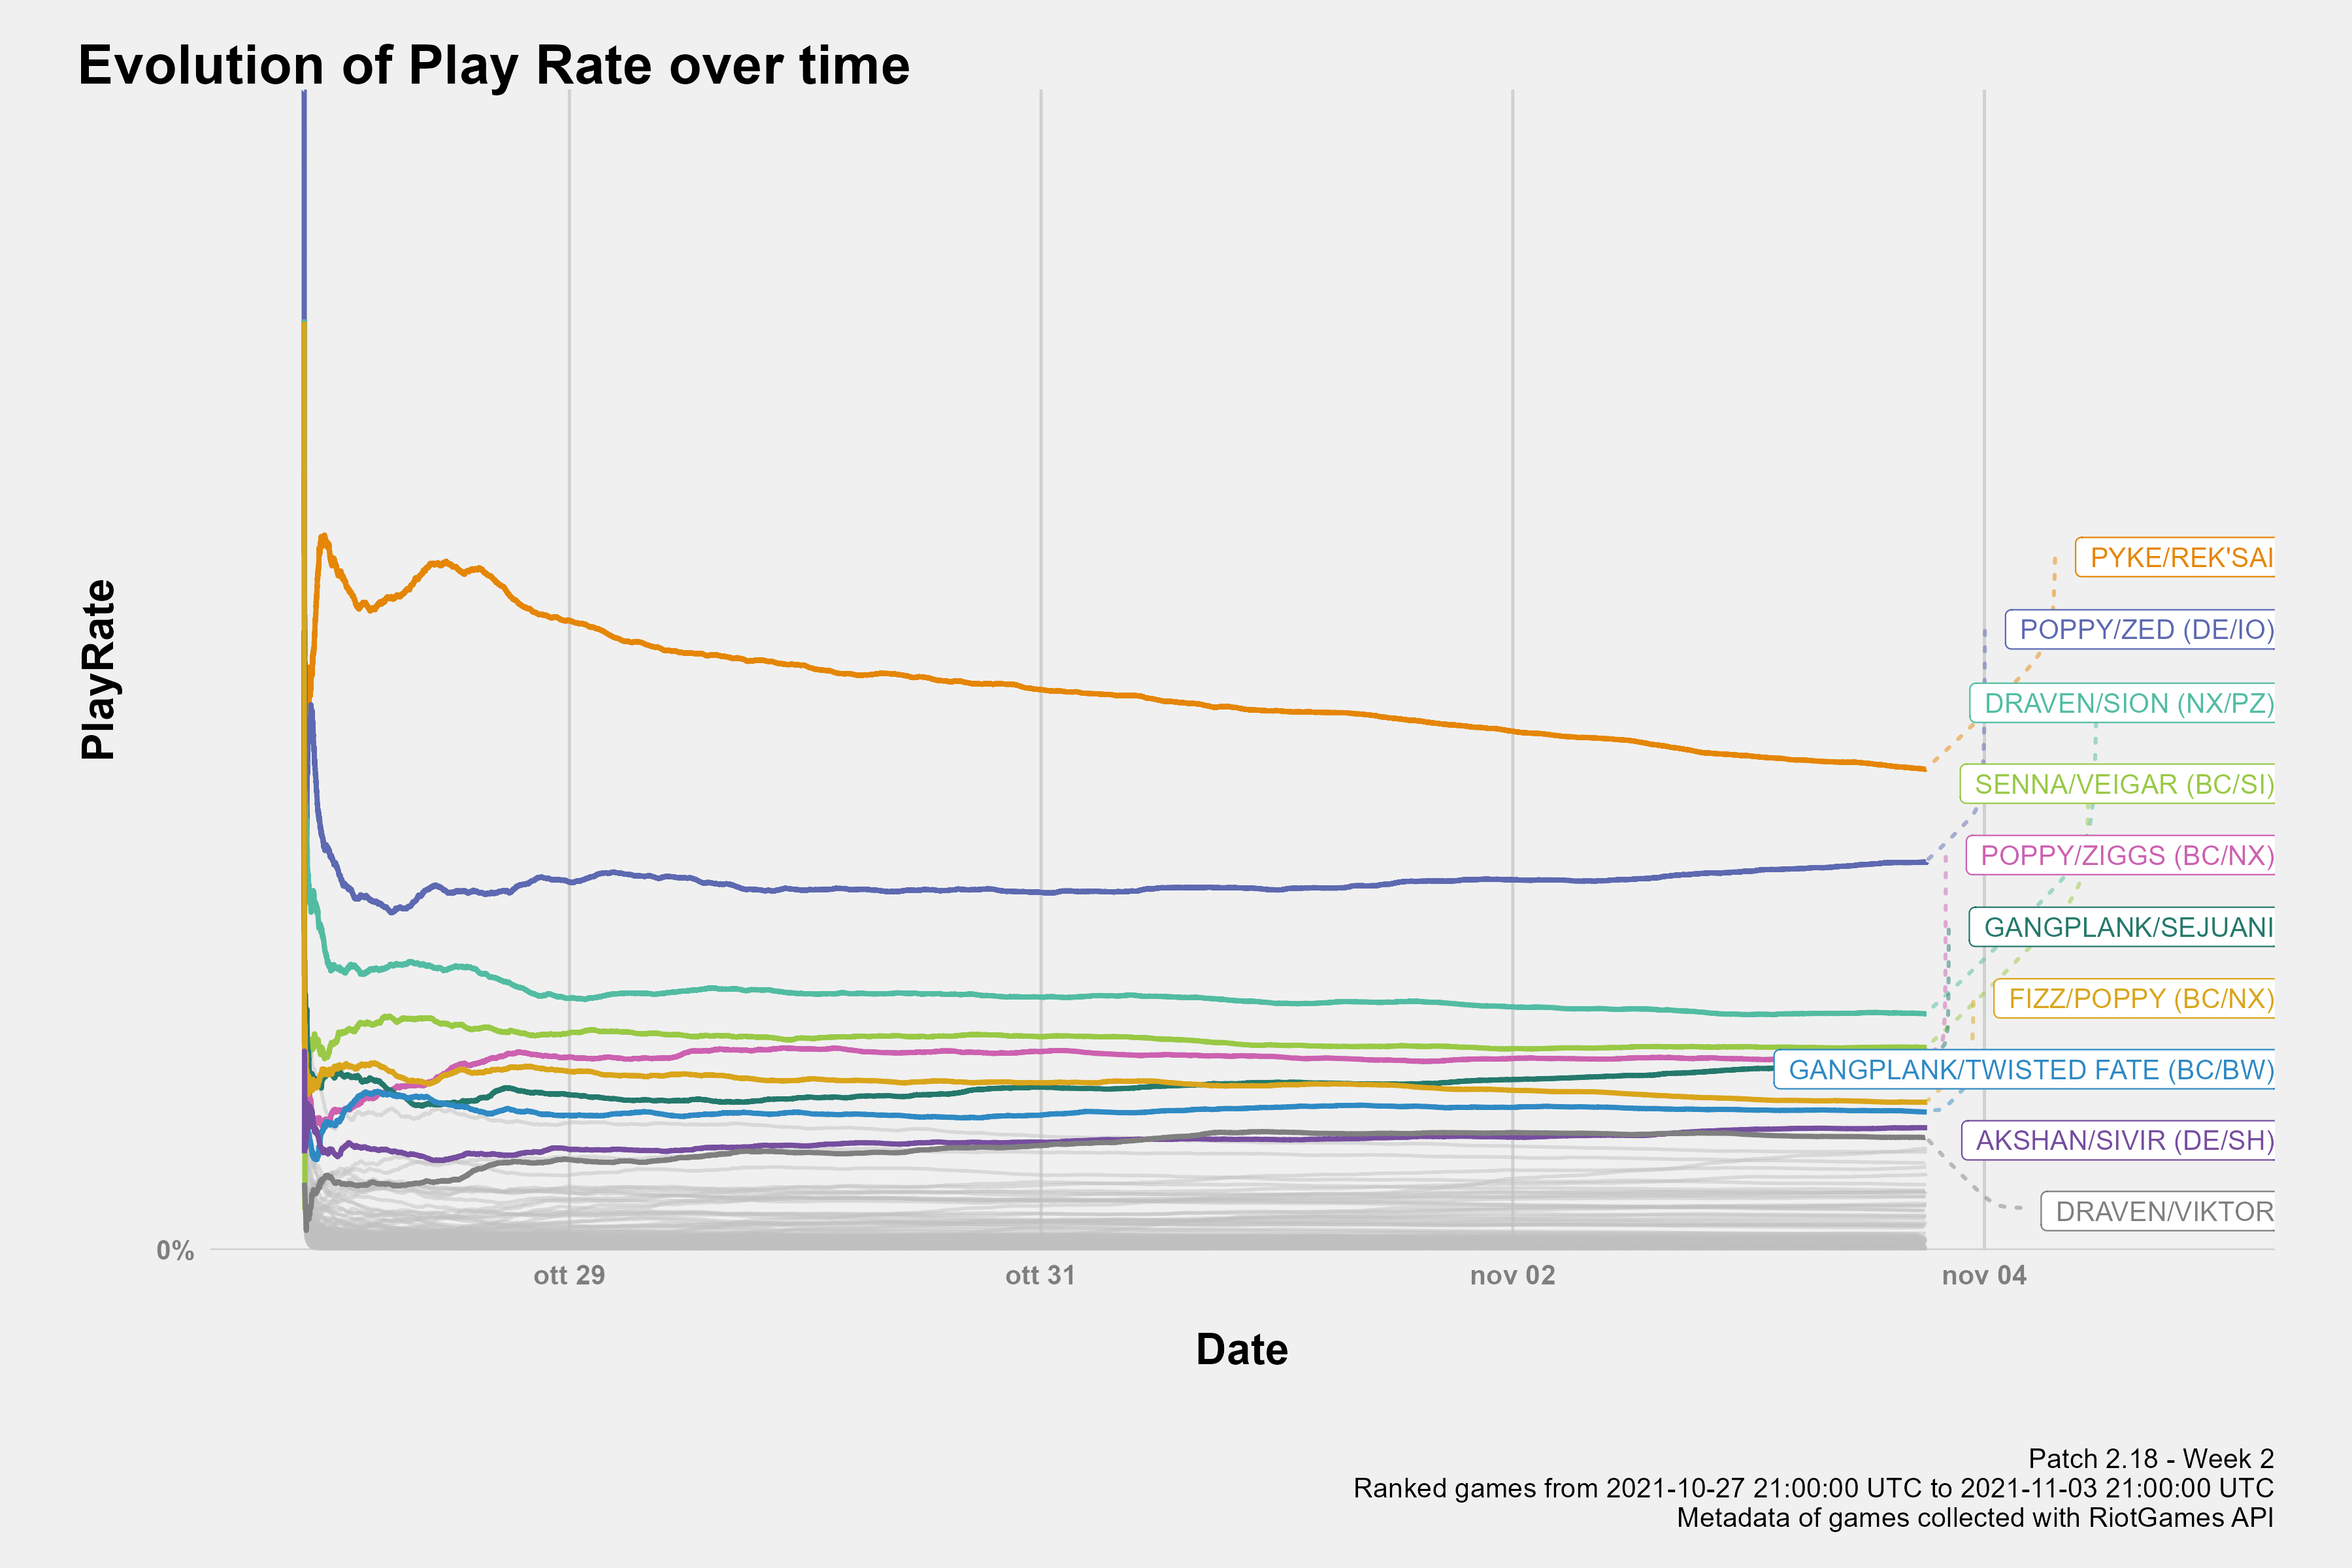 Evolution of Play Rate over time
PlayRate
PYKE/REK'SAI
POPPY/ZED (DE/IO)
DRAVEN/SION (NX/PZ)
SENNA/VEIGAR (BC/SI)
POPPY/ZIGGS (BC/NX)
GANGPLANK/SEJUANI
FIZZ/POPPY (BC/NX)
GANGPLANK/TWISTED FATE (BC/BW)
AKSHAN/SIVIR (DE/SH)
DRAVEN/VIKTOR
0%
ott 29 ott 31 nov 02 nov 04
Date
Patch 2.18 - Week 2
Ranked games from 2021-10-27 21:00:00 UTC to 2021-11-03 21:00:00 UTC
Metadata of games collected with RiotGames API